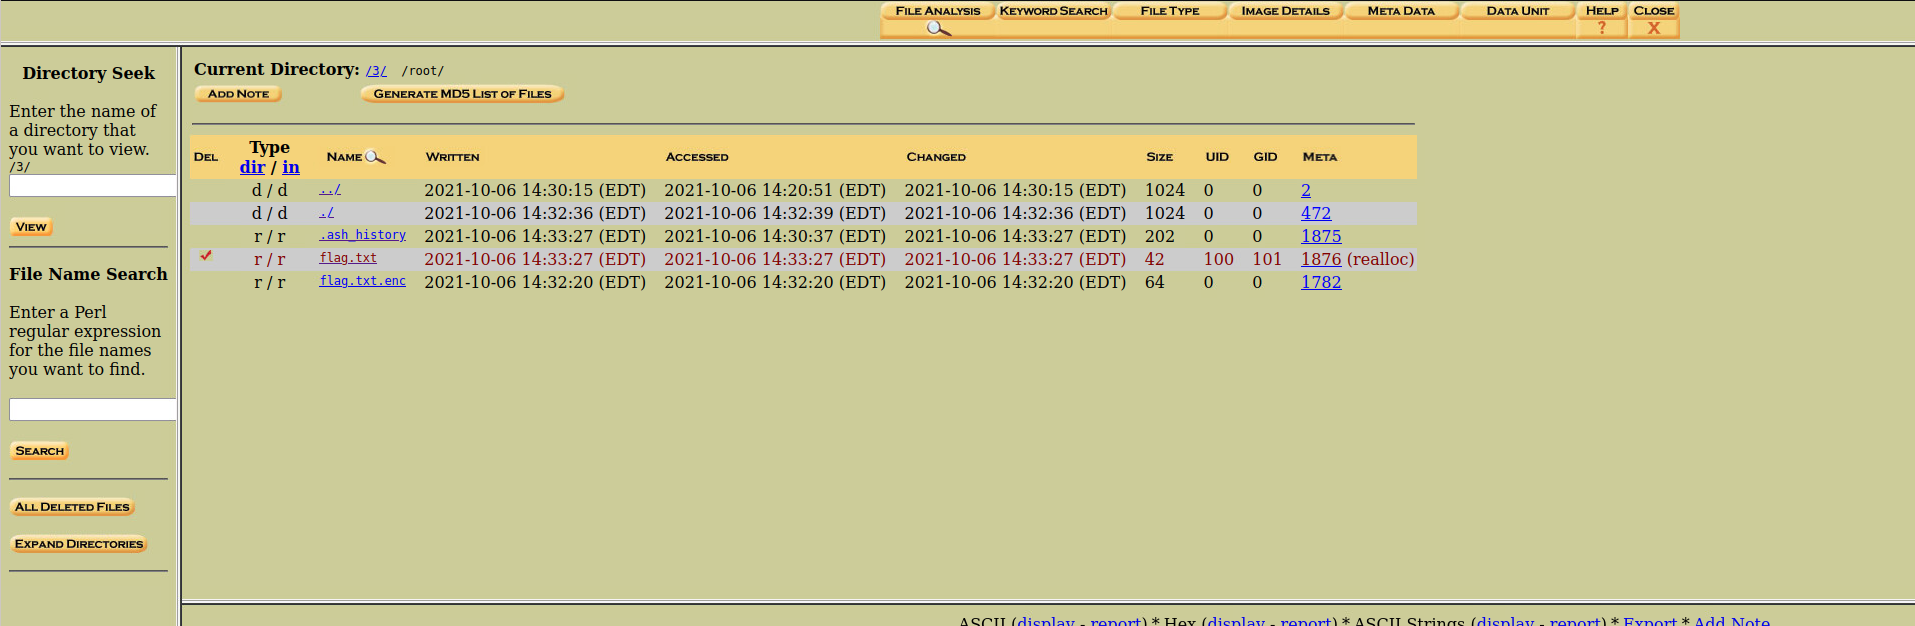 FILE ANALYSIS KEYWORD SEARCH FILE TYPE IMAGE DETAILS META DATA DATA UNIT HELP CLOSE
? X
Directory Seek
Enter the name of
a directory that
you want to view.
/3/
VIEW
File Name Search
Enter a Perl
regular expression
for the file names
you want to find.
SEARCH
ALL DELETED FILES
EXPAND DIRECTORIES
Current Directory: /3/ /root/
ADD NOTE GENERATE MD5 LIST OF FILES
DEL Type dir / in NAME WRITTEN ACCESSED CHANGED SIZE UID GID META
d / d ../ 2021-10-06 14:30:15 (EDT) 2021-10-06 14:20:51 (EDT) 2021-10-06 14:30:15 (EDT) 1024 0 0 2
d / d ./ 2021-10-06 14:32:36 (EDT) 2021-10-06 14:32:39 (EDT) 2021-10-06 14:32:36 (EDT) 1024 0 0 472
r / r .ash_history 2021-10-06 14:33:27 (EDT) 2021-10-06 14:30:37 (EDT) 2021-10-06 14:33:27 (EDT) 202 0 0 1875
r / r flag.txt 2021-10-06 14:33:27 (EDT) 2021-10-06 14:33:27 (EDT) 2021-10-06 14:33:27 (EDT) 42 100 101 1876 (realloc)
r / r flag.txt.enc 2021-10-06 14:32:20 (EDT) 2021-10-06 14:32:20 (EDT) 2021-10-06 14:32:20 (EDT) 64 0 0 1782
ASCII (display - report) * Hex (display - report) * ASCII Strings (display - report) * Export * Add Note